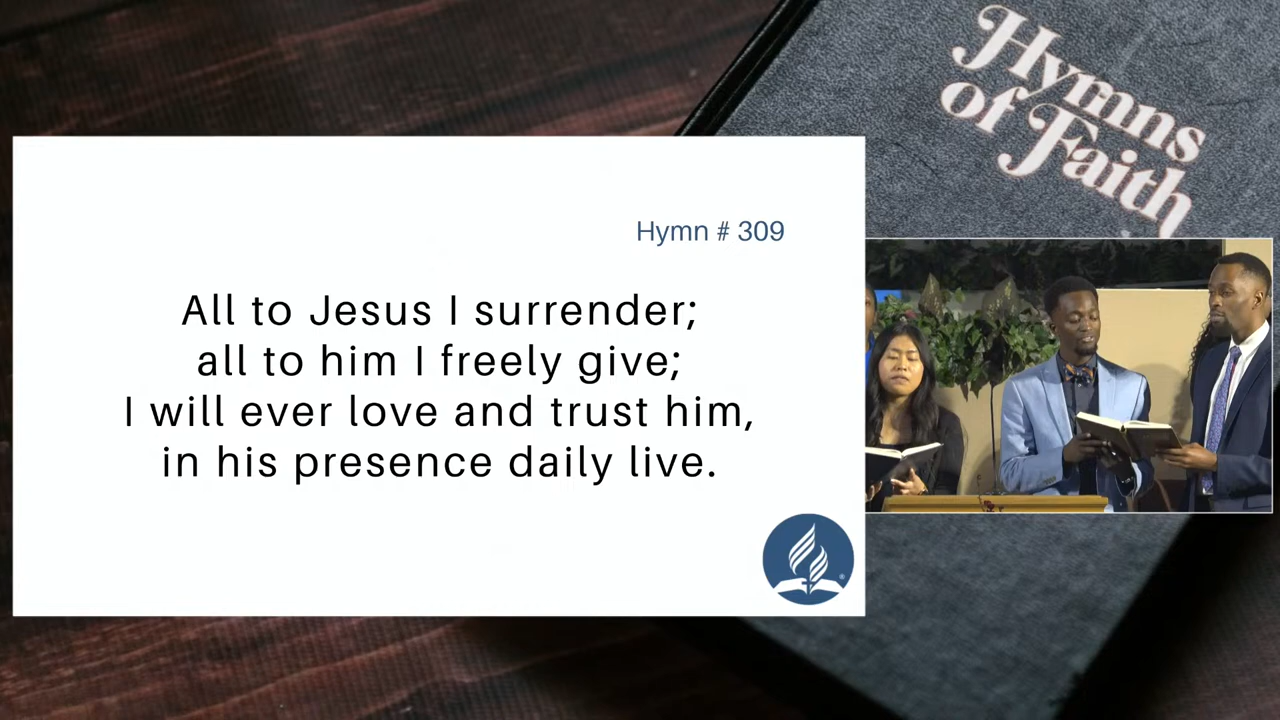 Hymns
of Faith
Hymn # 309
All to Jesus I surrender;
all to him I freely give;
I will ever love and trust him,
in his presence daily live.
®